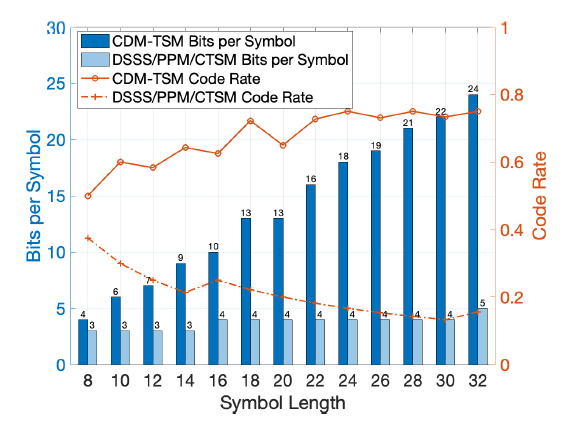 30
25
20
15
10
5
0
Bits per Symbol
1
0.8
0.6
0.4
0.2
0
Code Rate
CDM-TSM Bits per Symbol
DSSS/PPM/CTSM Bits per Symbol
CDM-TSM Code Rate
DSSS/PPM/CTSM Code Rate
4 3 6 3 7 3 9 3 10 4 13 4 13 4 16 4 18 4 19 4 21 4 22 4 24 5
8 10 12 14 16 18 20 22 24 26 28 30 32
Symbol Length